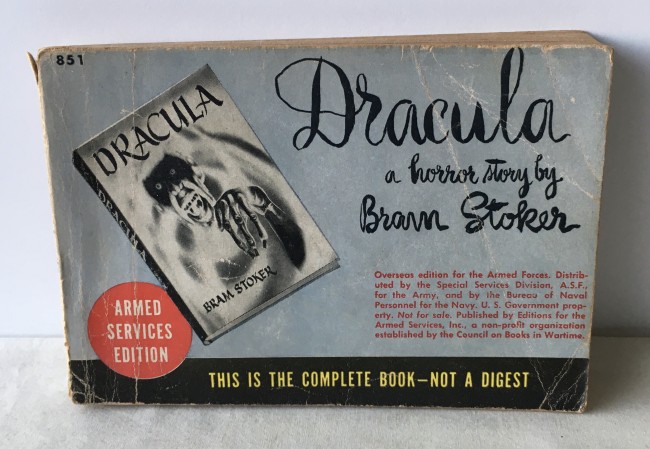 851
Dracula
a horror story by
Bram Stoker
DRACULA
DRACULA
BRAM STOKER
Overseas edition for the Armed Forces. Distrib-
uted by the Special Services Division, A.S.F.,
for the Army, and by the Bureau of Naval
Personnel for the Navy. U. S. Government prop-
erty. Not for sale. Published by Editions for the
Armed Services, Inc., a non-profit organization
established by the Council on Books in Wartime.
ARMED
SERVICES
EDITION
THIS IS THE COMPLETE BOOK—NOT A DIGEST